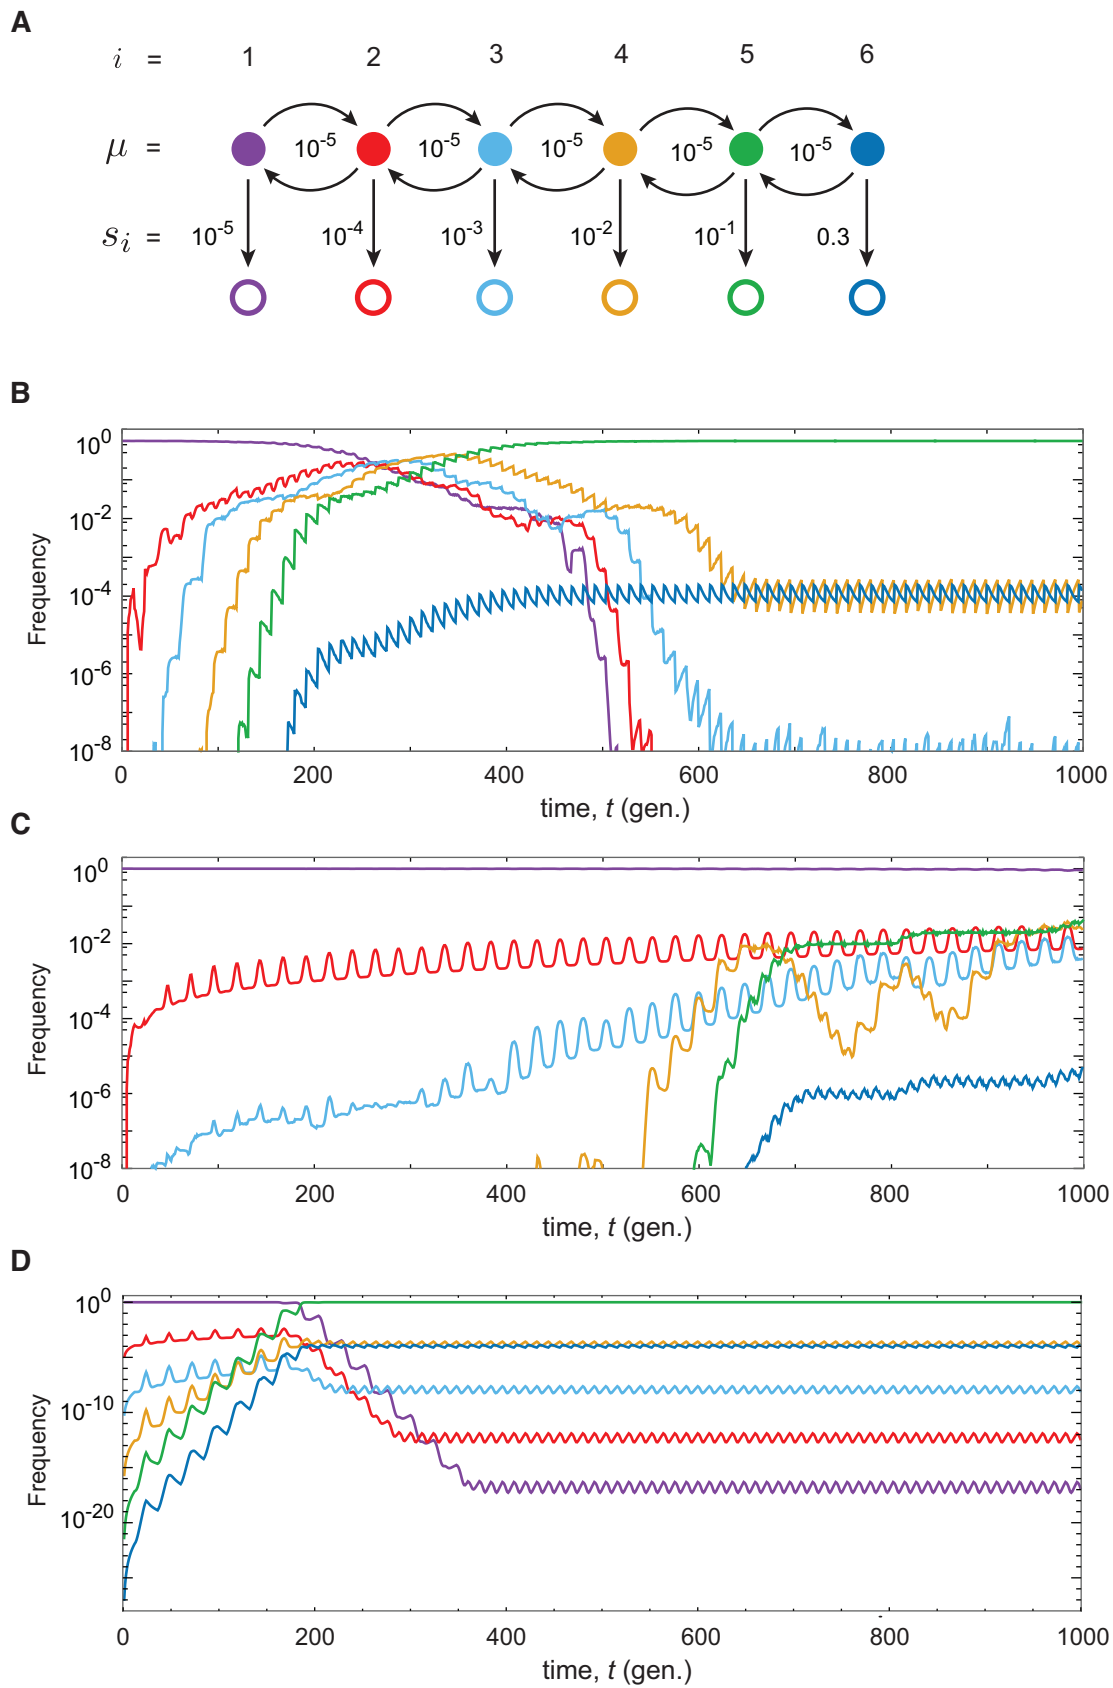 A
i = 1 2 3 4 5 6
μ = 10-5 10-5 10-5 10-5 10-5
si = 10-5 10-4 10-3 10-2 10-1 0.3
B
100
10-2
10-4
10-6
10-8
Frequency
0 200 400 600 800 1000
time, t (gen.)
C
100
10-2
10-4
10-6
10-8
Frequency
0 200 400 600 800 1000
time, t (gen.)
D
100
10-10
10-20
Frequency
0 200 400 600 800 1000
time, t (gen.)